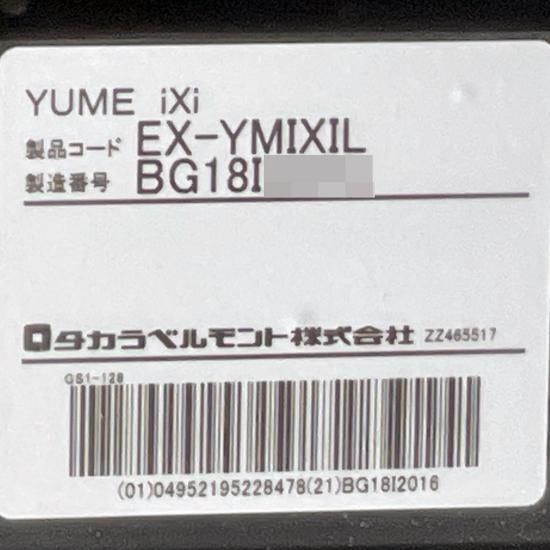 YUME iXi
製品コード EX-YMIXIL
製造番号 BG18I
タカラベルモント株式会社 ZZ465517
GS1-128
(01)04952195228478(21)BG18I2016